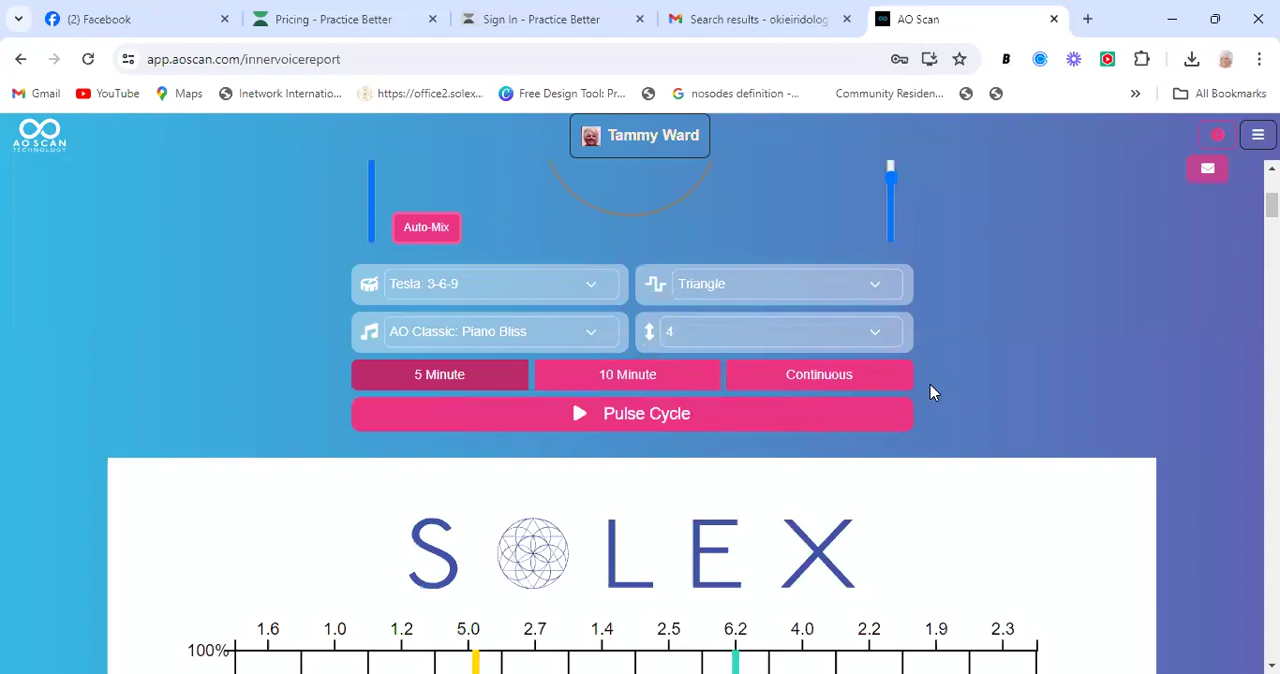 (2) Facebook
Pricing - Practice Better
Sign In - Practice Better
Search results - okieiridolog
AO Scan
app.aoscan.com/innervoicereport
Gmail
YouTube
Maps
Inetwork Internatio...
https://office2.solex...
Free Design Tool: Pr...
nosodes definition -...
Community Residen...
All Bookmarks
AO SCAN
TECHNOLOGY
Tammy Ward
Auto-Mix
Tesla: 3-6-9
Triangle
AO Classic: Piano Bliss
4
5 Minute
10 Minute
Continuous
Pulse Cycle
SOLEX
1.6 1.0 1.2 5.0 2.7 1.4 2.5 6.2 4.0 2.2 1.9 2.3
100%